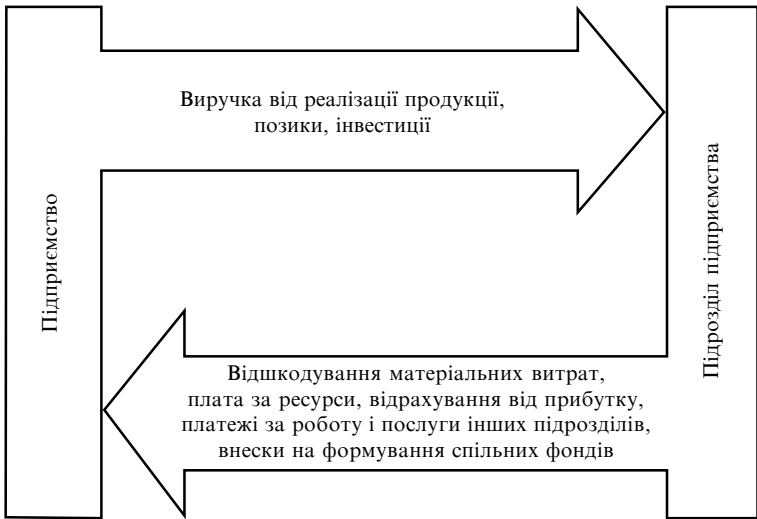 Підприємство
Виручка від реалізації продукції,
позики, інвестиції
Підрозділ підприємства
Відшкодування матеріальних витрат,
плата за ресурси, відрахування від прибутку,
платежі за роботу і послуги інших підрозділів,
внески на формування спільних фондів